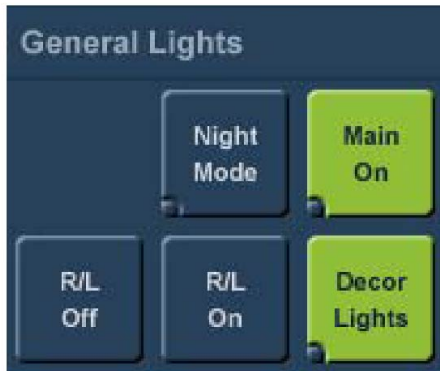 General Lights
Night
Mode
Main
On
R/L
Off
R/L
On
Decor
Lights